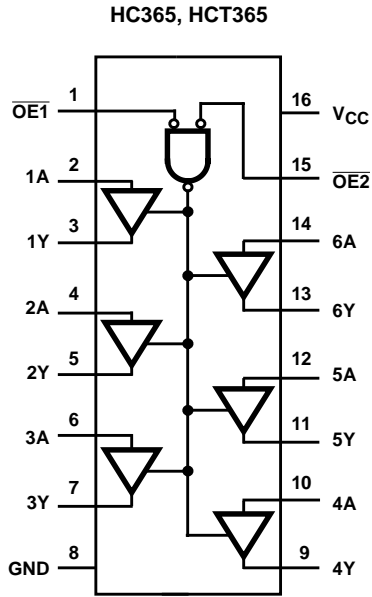 HC365, HCT365
OE1 1
16 VCC
15 OE2
1A 2
1Y 3
14 6A
13 6Y
2A 4
2Y 5
12 5A
11 5Y
3A 6
3Y 7
10 4A
GND 8
9 4Y